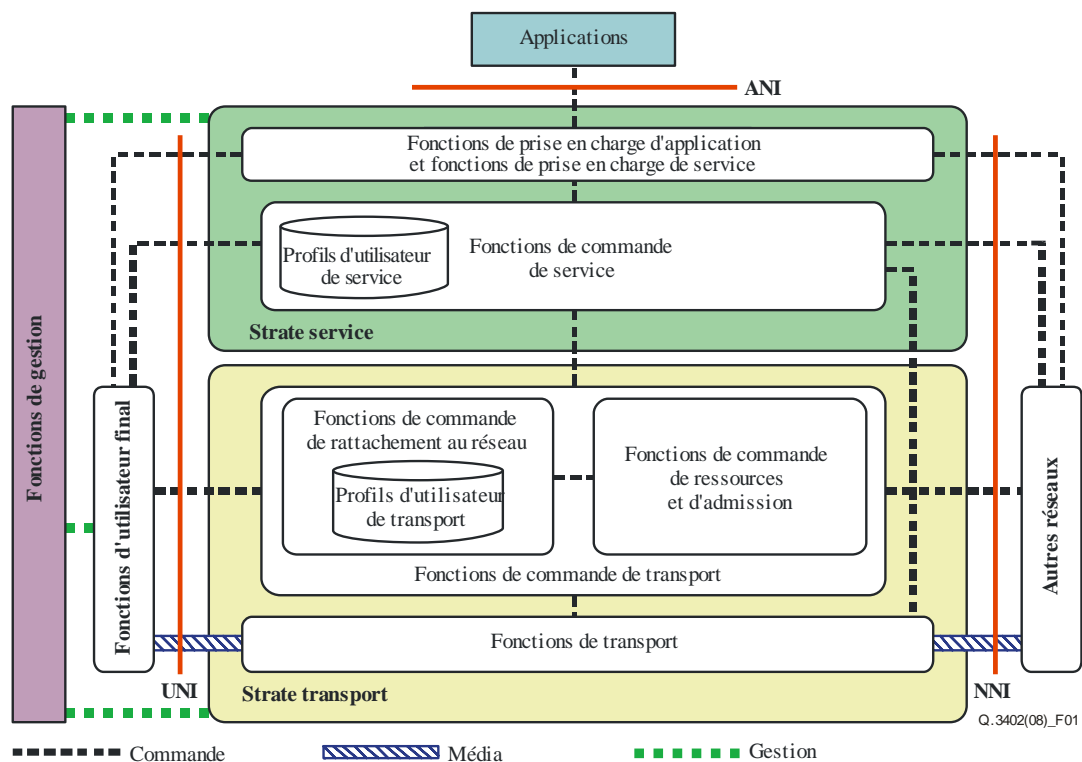 Applications
ANI
Fonctions de prise en charge d'application
et fonctions de prise en charge de service
Profils d'utilisateur
de service
Fonctions de commande
de service
Strate service
Fonctions de gestion
Fonctions d'utilisateur final
Fonctions de commande
de rattachement au réseau
Profils d'utilisateur
de transport
Fonctions de commande
de ressources
et d'admission
Fonctions de commande de transport
Autres réseaux
Fonctions de transport
UNI
Strate transport
NNI
Q.3402(08)_F01
Commande
Média
Gestion